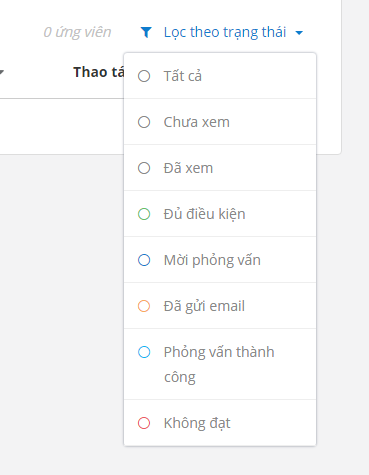 0 ứng viên Lọc theo trạng thái
Thao tá
Tất cả
Chưa xem
Đã xem
Đủ điều kiện
Mời phỏng vấn
Đã gửi email
Phỏng vấn thành
công
Không đạt